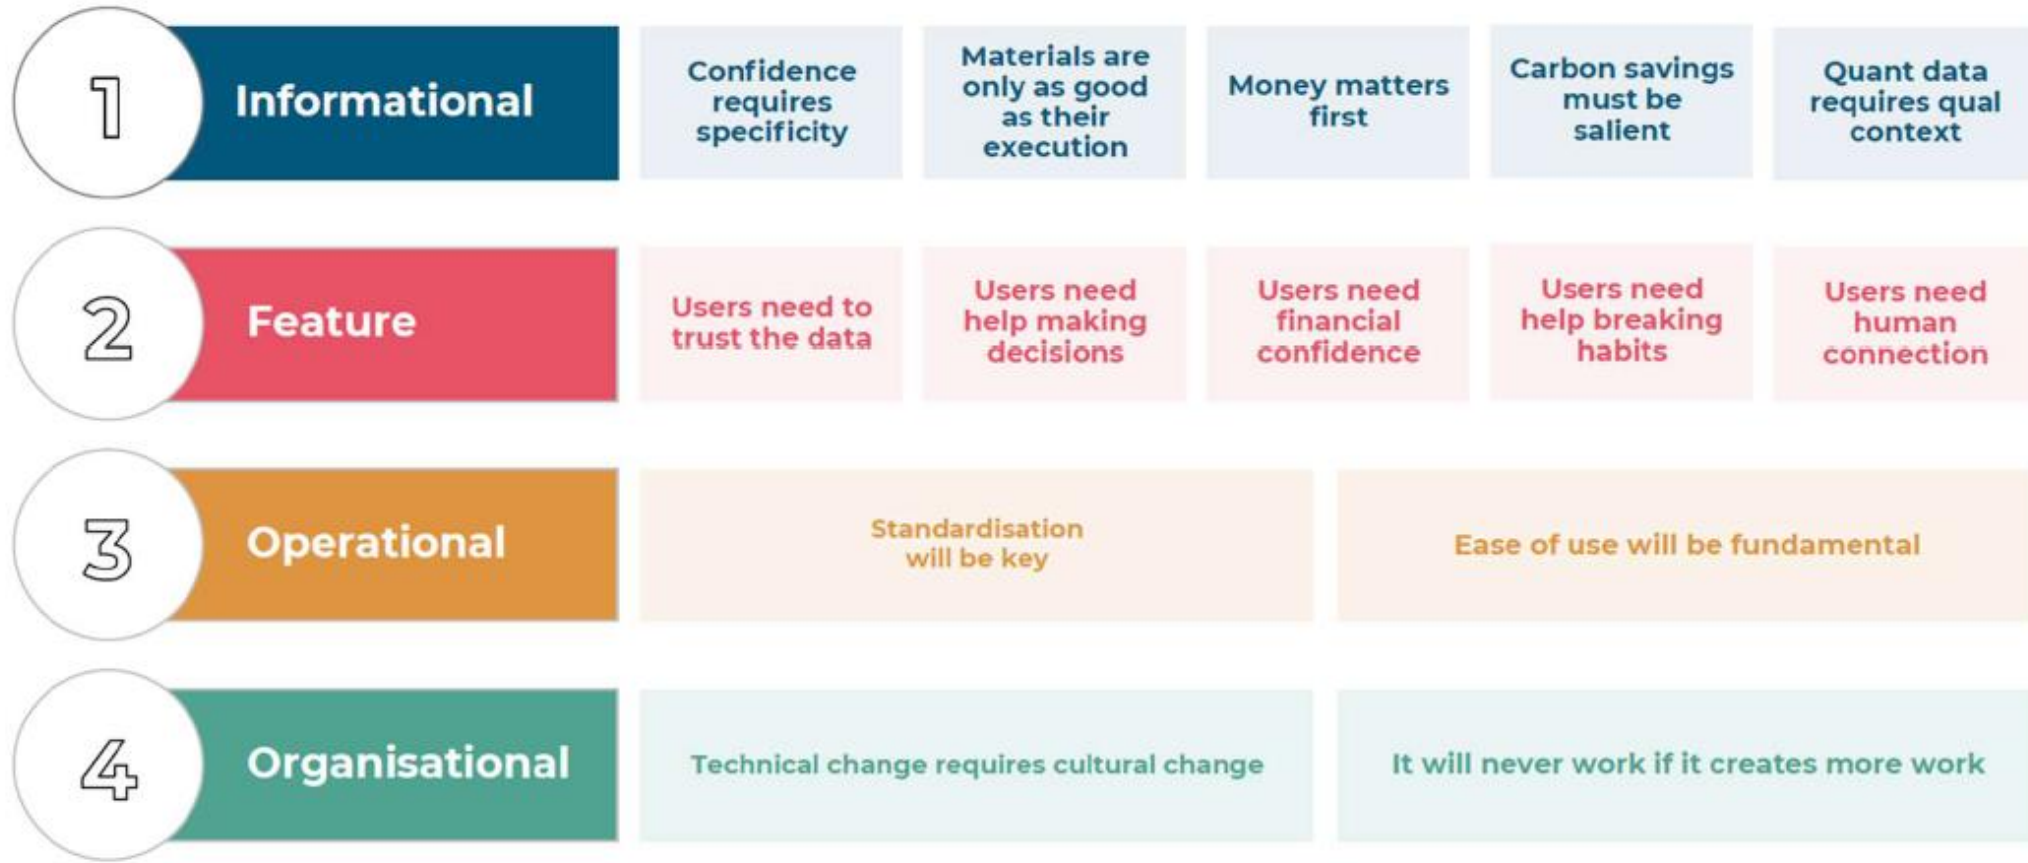 1
Informational
Confidence
requires
specificity
Materials are
only as good
as their
execution
Money matters
first
Carbon savings
must be
salient
Quant data
requires qual
context
2
Feature
Users need to
trust the data
Users need
help making
decisions
Users need
financial
confidence
Users need
help breaking
habits
Users need
human
connection
3
Operational
Standardisation
will be key
Ease of use will be fundamental
4
Organisational
Technical change requires cultural change
It will never work if it creates more work